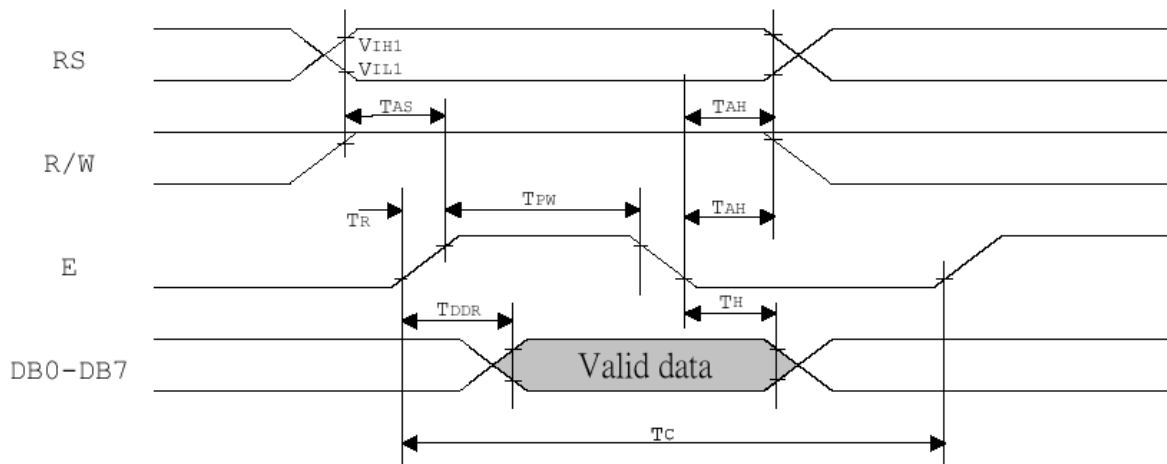 RS
VIH1
VIL1
TAS
TAH
R/W
TPW
TR
TAH
E
TDDR
TH
DB0-DB7
Valid data
TC